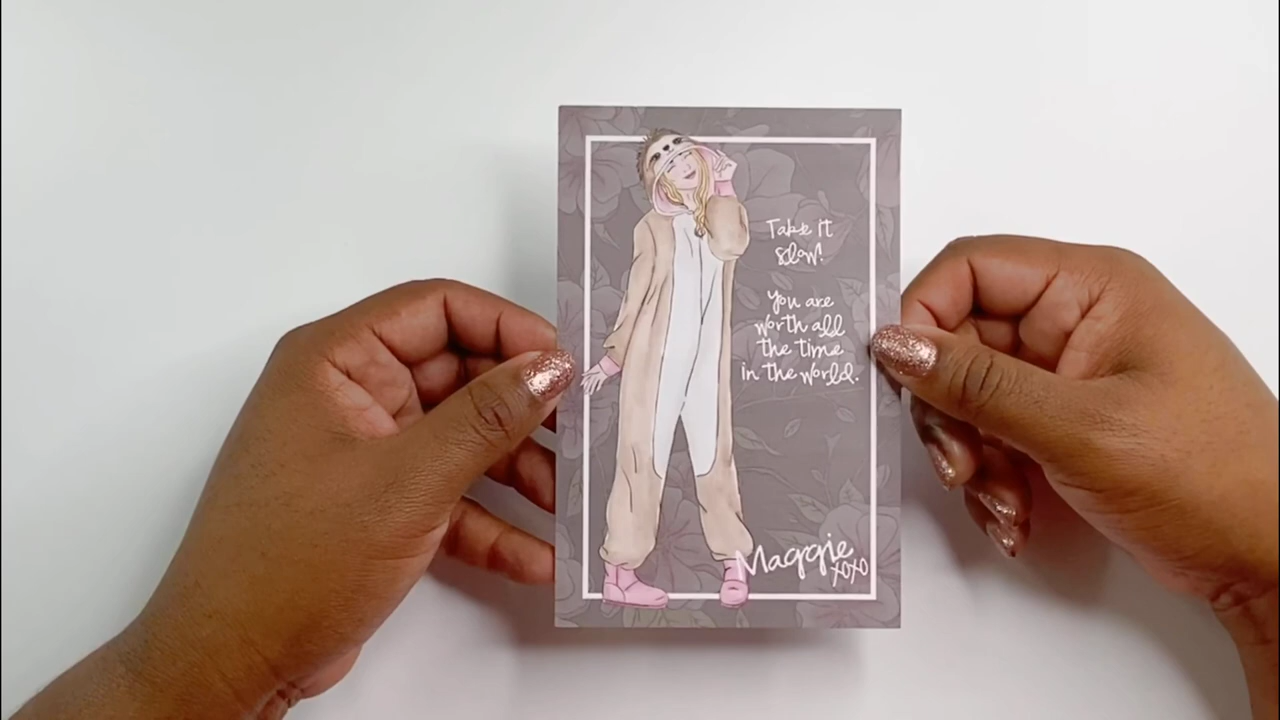 Take it
slow!
You are
worth all
the time
in the world.
Maggie
xoxo